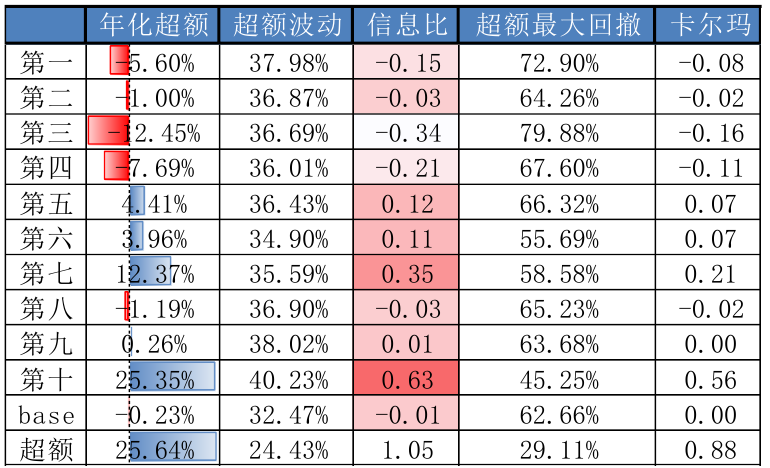 年化超额 超额波动 信息比 超额最大回撤 卡尔玛
第一 -5.60% 37.98% -0.15 72.90% -0.08
第二 -1.00% 36.87% -0.03 64.26% -0.02
第三 -12.45% 36.69% -0.34 79.88% -0.16
第四 -7.69% 36.01% -0.21 67.60% -0.11
第五 4.41% 36.43% 0.12 66.32% 0.07
第六 3.96% 34.90% 0.11 55.69% 0.07
第七 12.37% 35.59% 0.35 58.58% 0.21
第八 -1.19% 36.90% -0.03 65.23% -0.02
第九 0.26% 38.02% 0.01 63.68% 0.00
第十 25.35% 40.23% 0.63 45.25% 0.56
base -0.23% 32.47% -0.01 62.66% 0.00
超额 25.64% 24.43% 1.05 29.11% 0.88